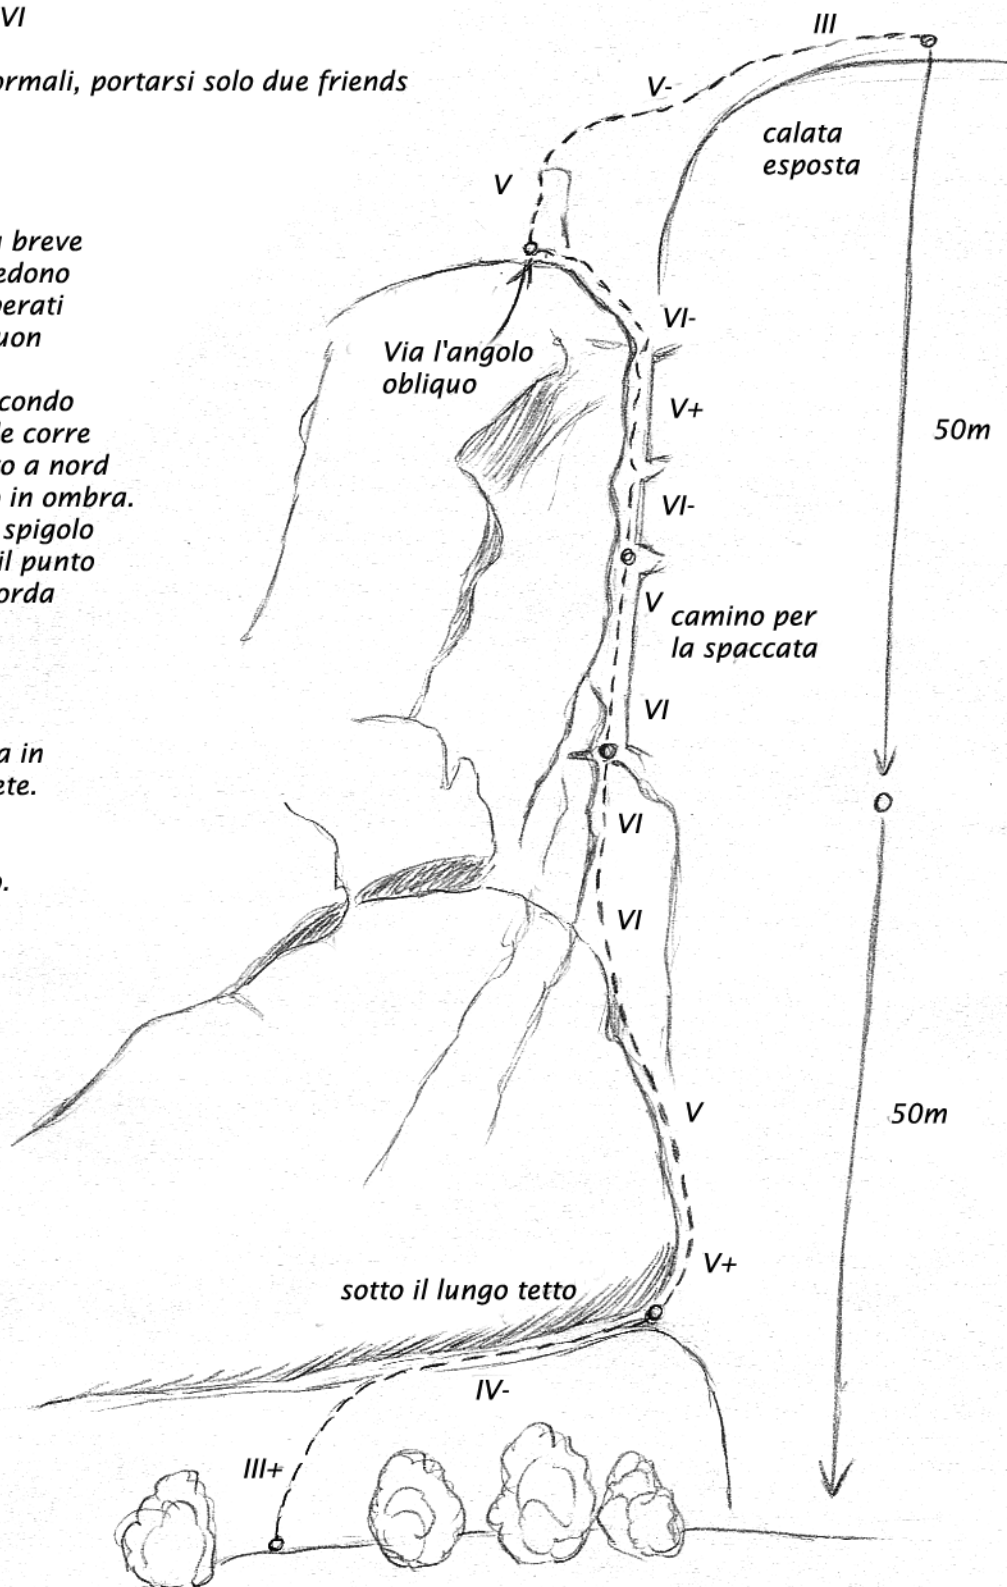 VI
ormali, portarsi solo due friends
breve
edono
erati
uon
condo
le corre
o a nord
o in ombra.
spigolo
il punto
orda
a in
ete.
o.
III
V-
calata
esposta
V
VI-
Via l'angolo
obliquo
V+
50m
VI-
V
camino per
la spaccata
VI
VI
VI
V
50m
V+
sotto il lungo tetto
IV-
III+